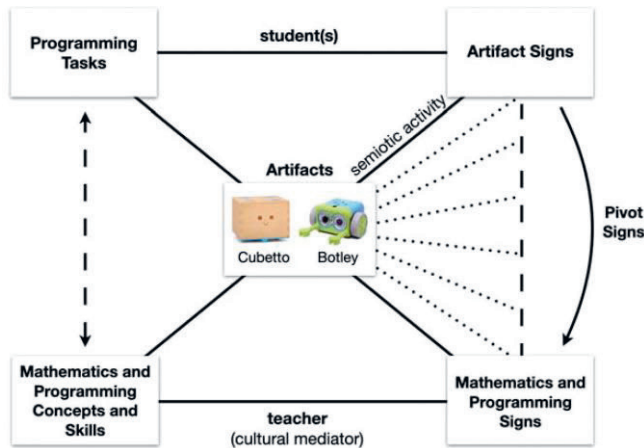 student(s)
Programming
Tasks
Artifact Signs
semiotic activity
Artifacts
Cubetto
Botley
Pivot
Signs
Mathematics and
Programming
Concepts and
Skills
teacher
(cultural mediator)
Mathematics and
Programming
Signs